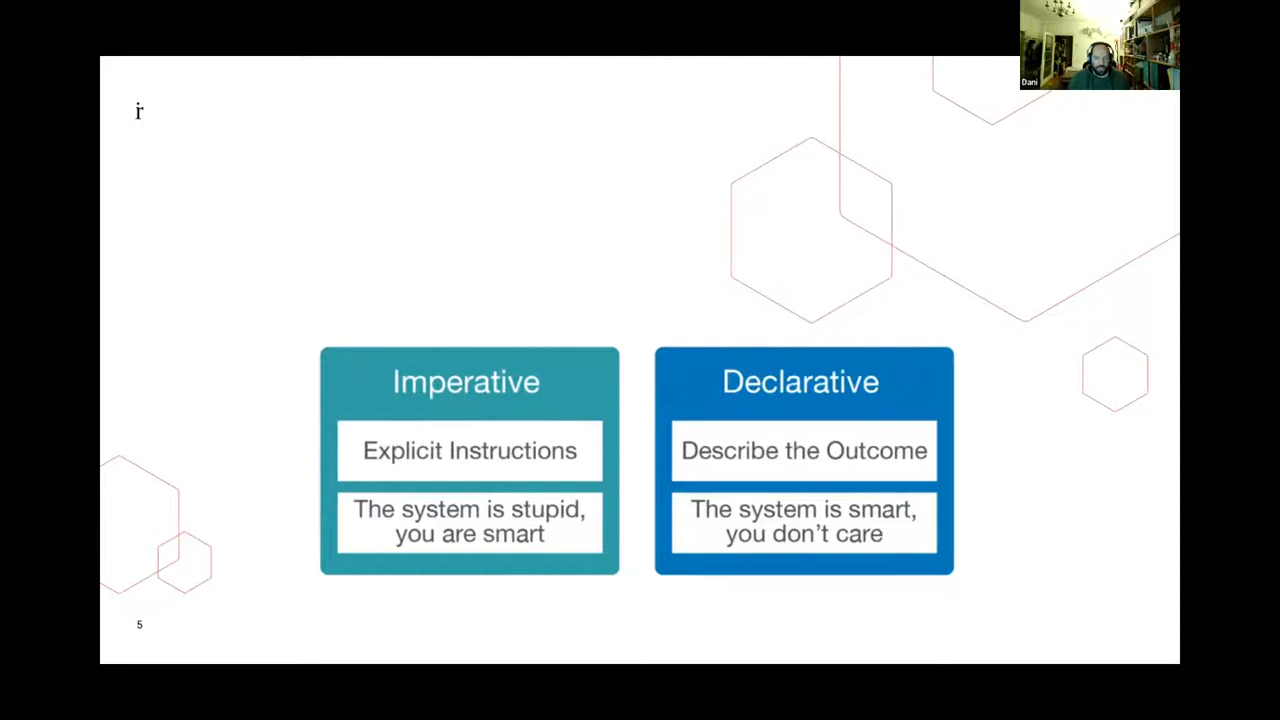 Dani
ṙ
Imperative
Explicit Instructions
The system is stupid,
you are smart
Declarative
Describe the Outcome
The system is smart,
you don’t care
5